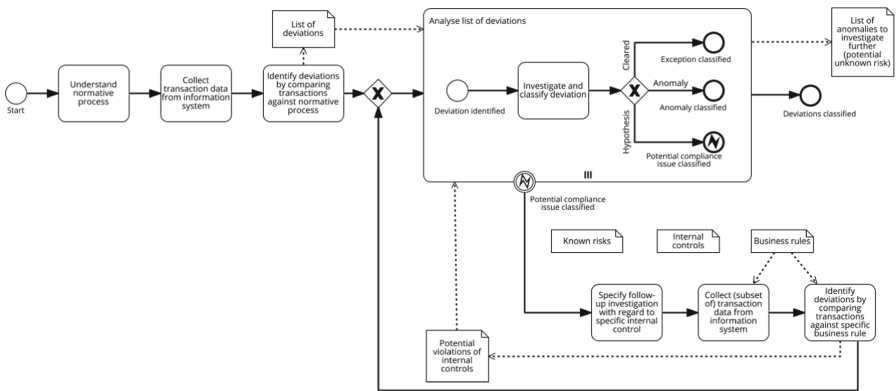 List of
deviations
Analyse list of deviations
List of
anomalies to
investigate
further
(potential
unknown risk)
Start
Understand
normative
process
Collect
transaction data
from information
system
Identify deviations
by comparing
transactions
against normative
process
Deviation identified
Investigate and
classify deviation
Cleared
Exception classified
Anomaly
Anomaly classified
Hypothesis
Potential compliance
issue classified
Deviations classified
Potential compliance
issue classified
Known risks
Internal
controls
Business rules
Specify follow-
up investigation
with regard to
specific internal
control
Collect (subset
of) transaction
data from
information
system
Identify
deviations by
comparing
transactions
against specific
business rule
Potential
violations of
internal
controls